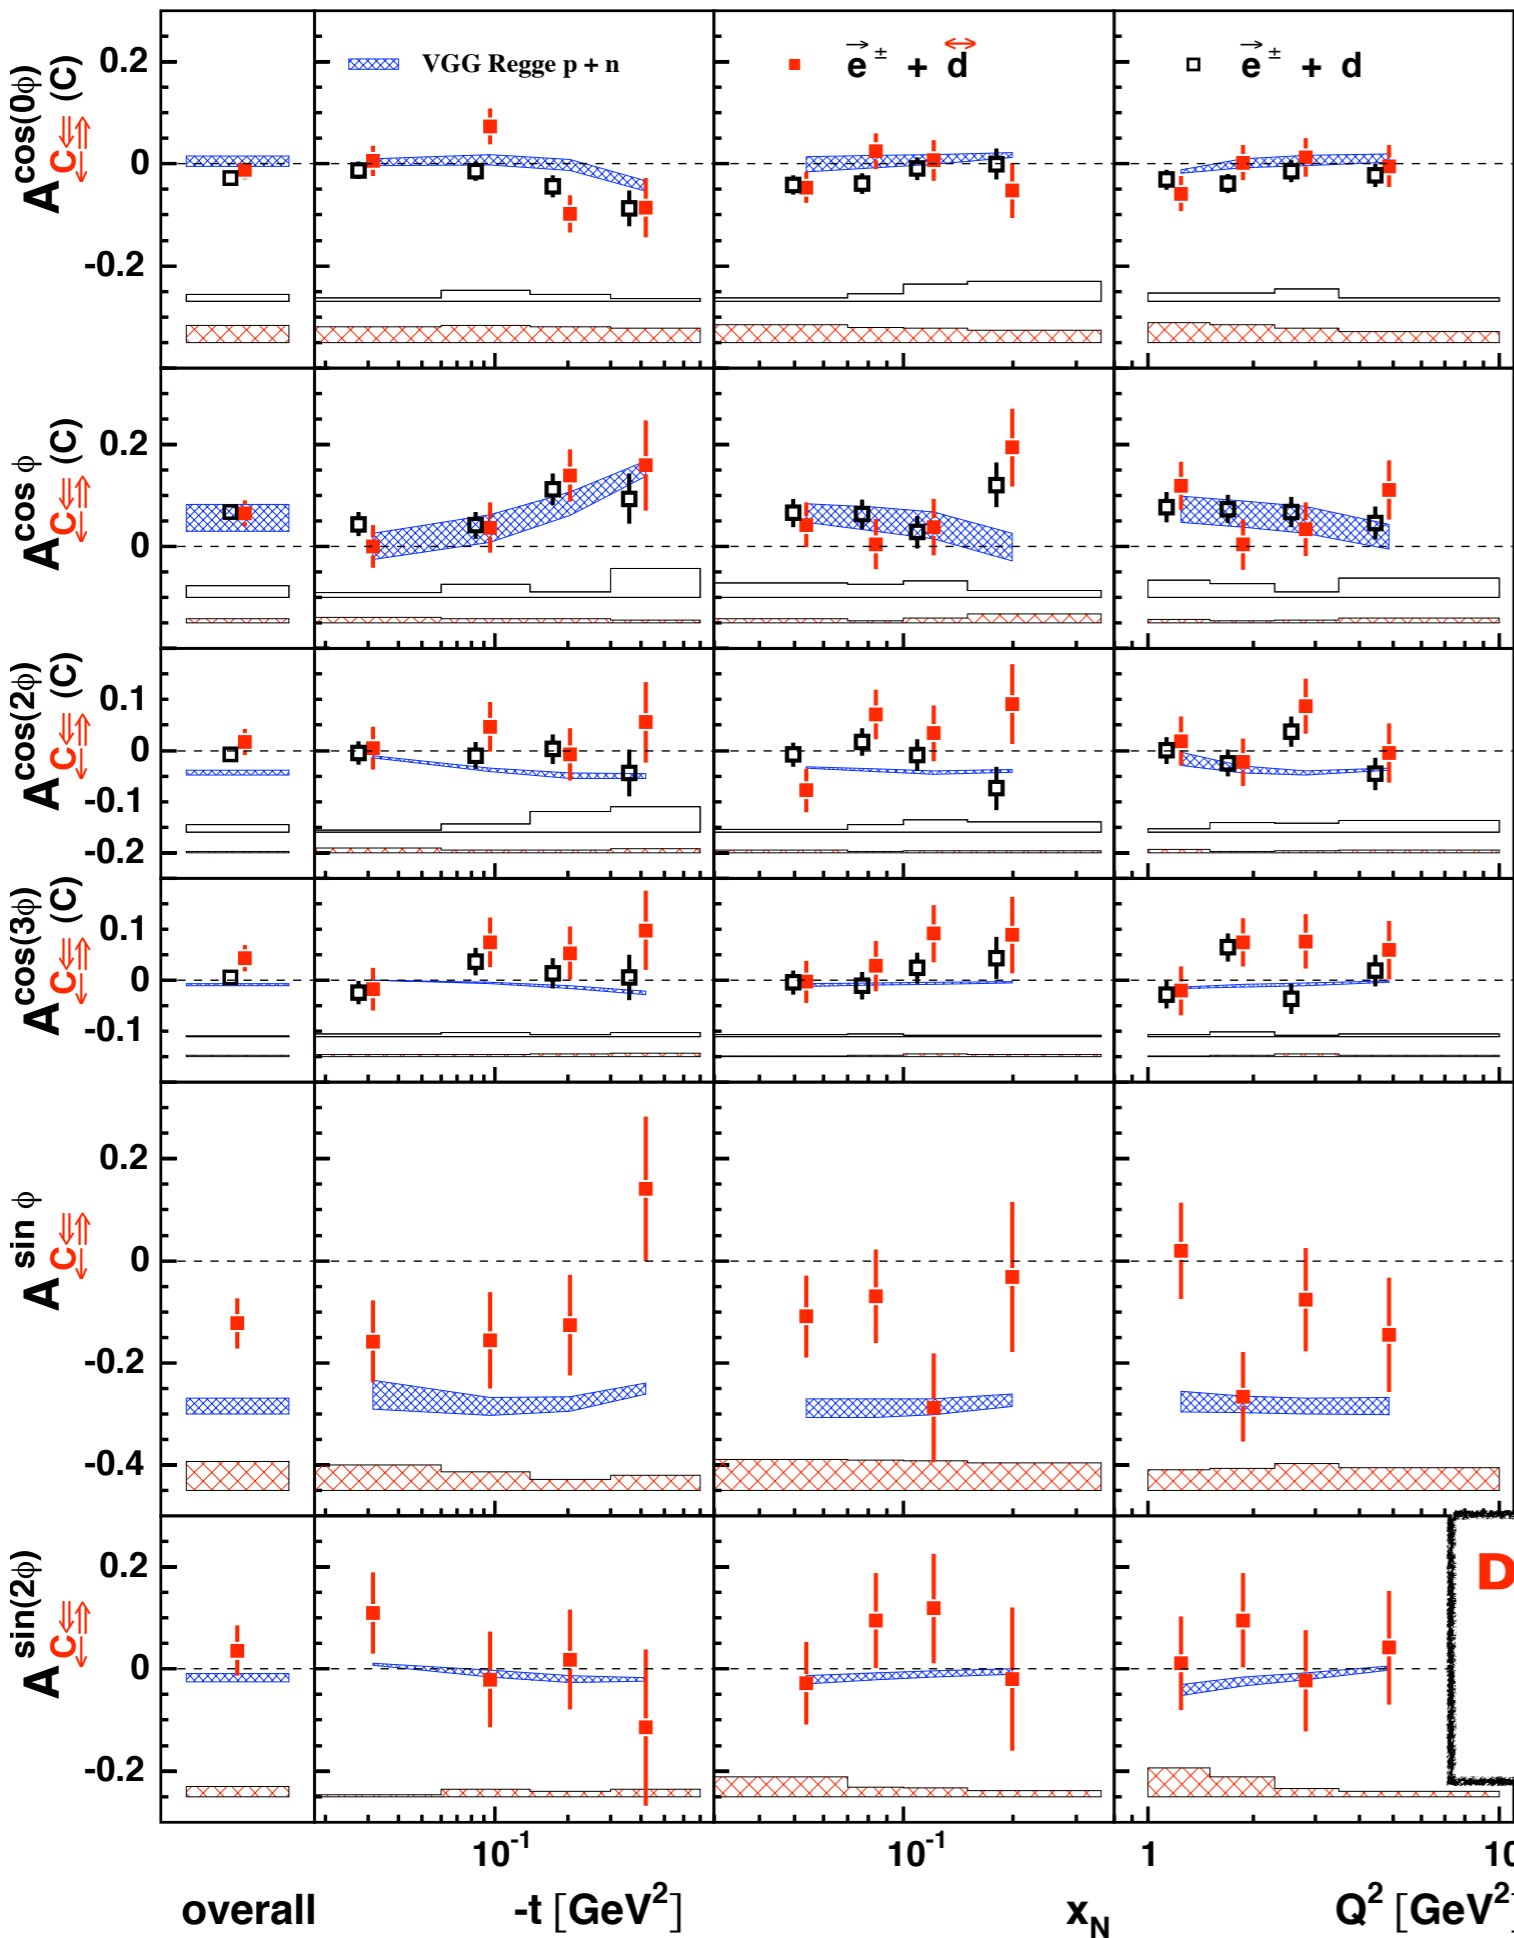 VGG Regge p + n
e ± + d
e ± + d
A C cos(0ϕ) (C)
0.2
0
-0.2
A C cos ϕ (C)
0.2
0
A C cos(2ϕ) (C)
0.1
0
-0.1
-0.2
A C cos(3ϕ) (C)
0.1
0
-0.1
A C sin ϕ
0.2
0
-0.2
-0.4
A C sin(2ϕ)
0.2
0
-0.2
D
10⁻¹
10⁻¹
1
10
overall
-t [GeV²]
x_N
Q² [GeV²]